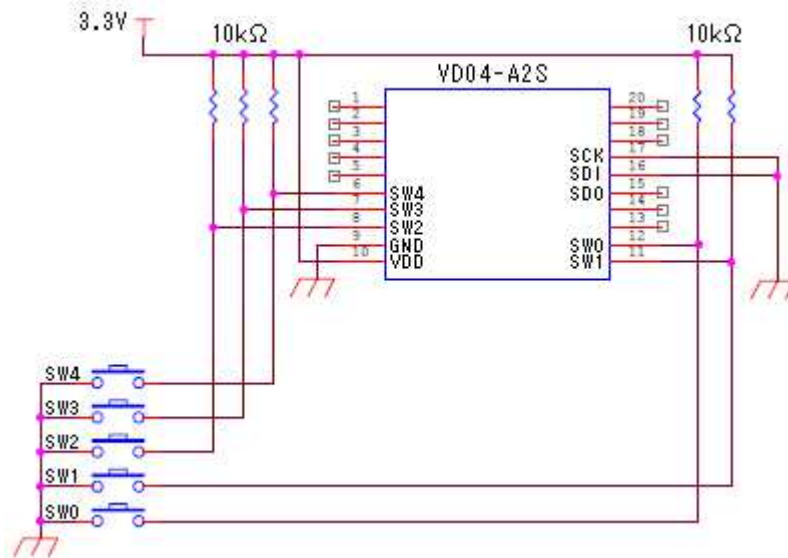 3.3V
10kΩ
10kΩ
VD04-A2S
1
2
3
4
5
6 SW4
7 SW3
8 SW2
9 GND
10 VDD
20
19
18
17 SCK
16 SDI
15 SDO
14
13
12 SW0
11 SW1
SW4
SW3
SW2
SW1
SW0